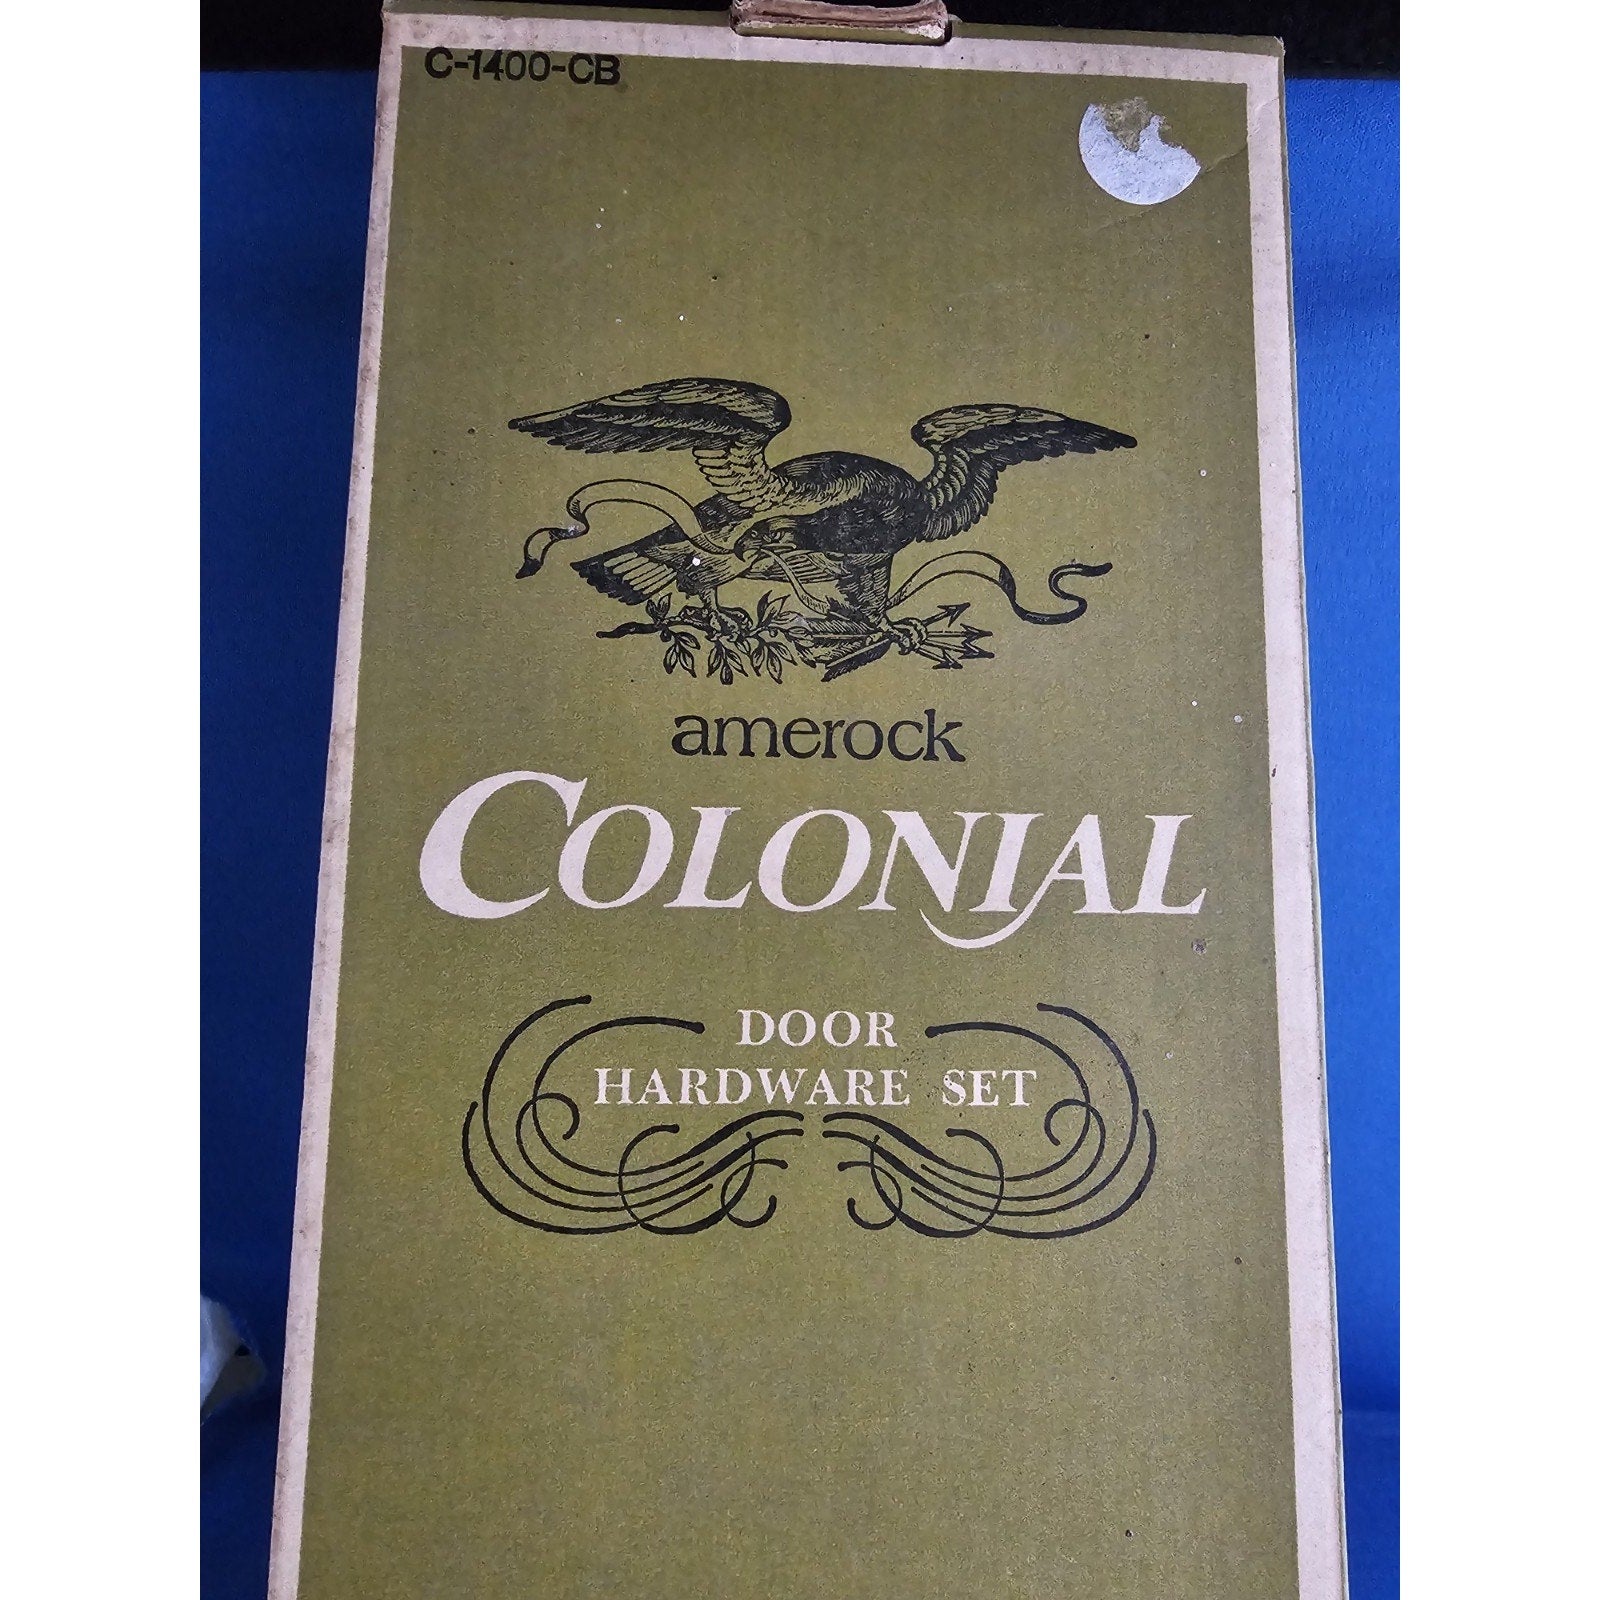 C-1400-CB
amerock
COLONIAL
DOOR
HARDWARE SET